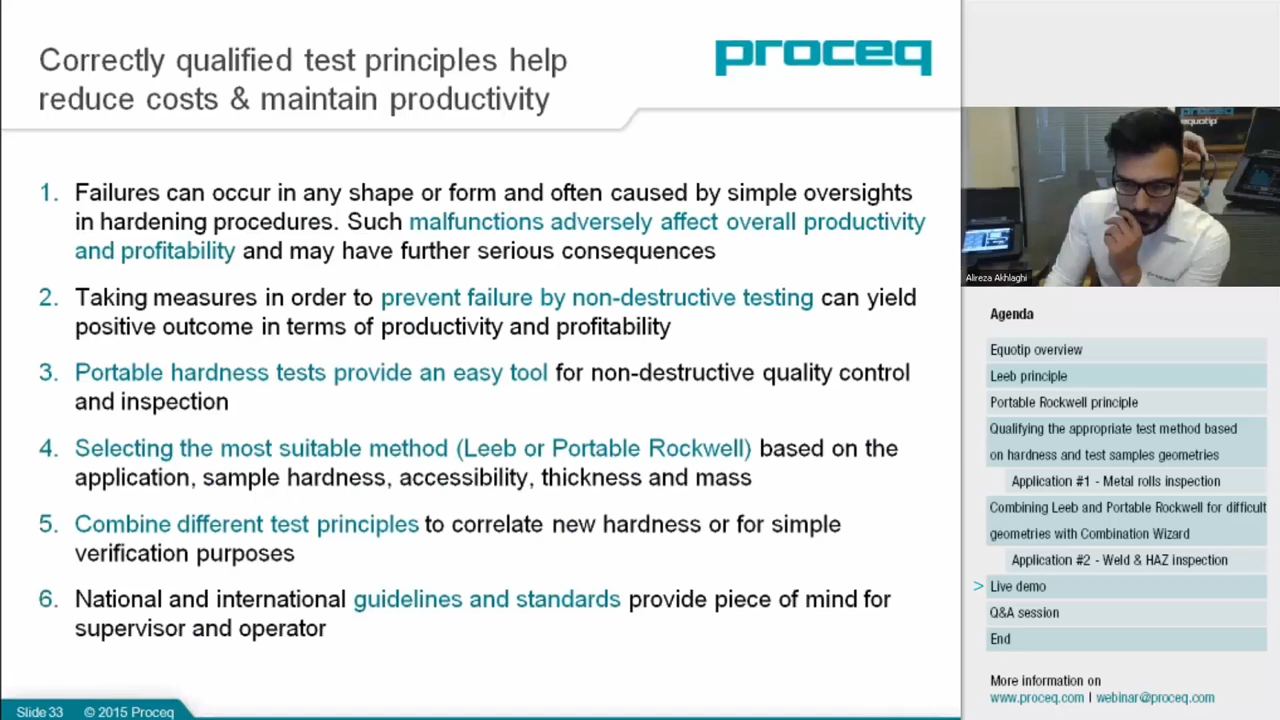 Correctly qualified test principles help
reduce costs & maintain productivity
proceq
1. Failures can occur in any shape or form and often caused by simple oversights
in hardening procedures. Such malfunctions adversely affect overall productivity
and profitability and may have further serious consequences
2. Taking measures in order to prevent failure by non-destructive testing can yield
positive outcome in terms of productivity and profitability
3. Portable hardness tests provide an easy tool for non-destructive quality control
and inspection
4. Selecting the most suitable method (Leeb or Portable Rockwell) based on the
application, sample hardness, accessibility, thickness and mass
5. Combine different test principles to correlate new hardness or for simple
verification purposes
6. National and international guidelines and standards provide piece of mind for
supervisor and operator
Slide 33 © 2015 Proceq
proceq
equotip
Alireza Akhlaghi
Agenda
Equotip overview
Leeb principle
Portable Rockwell principle
Qualifying the appropriate test method based
on hardness and test samples geometries
Application #1 - Metal rolls inspection
Combining Leeb and Portable Rockwell for difficult
geometries with Combination Wizard
Application #2 - Weld & HAZ inspection
> Live demo
Q&A session
End
More information on
www.proceq.com | webinar@proceq.com